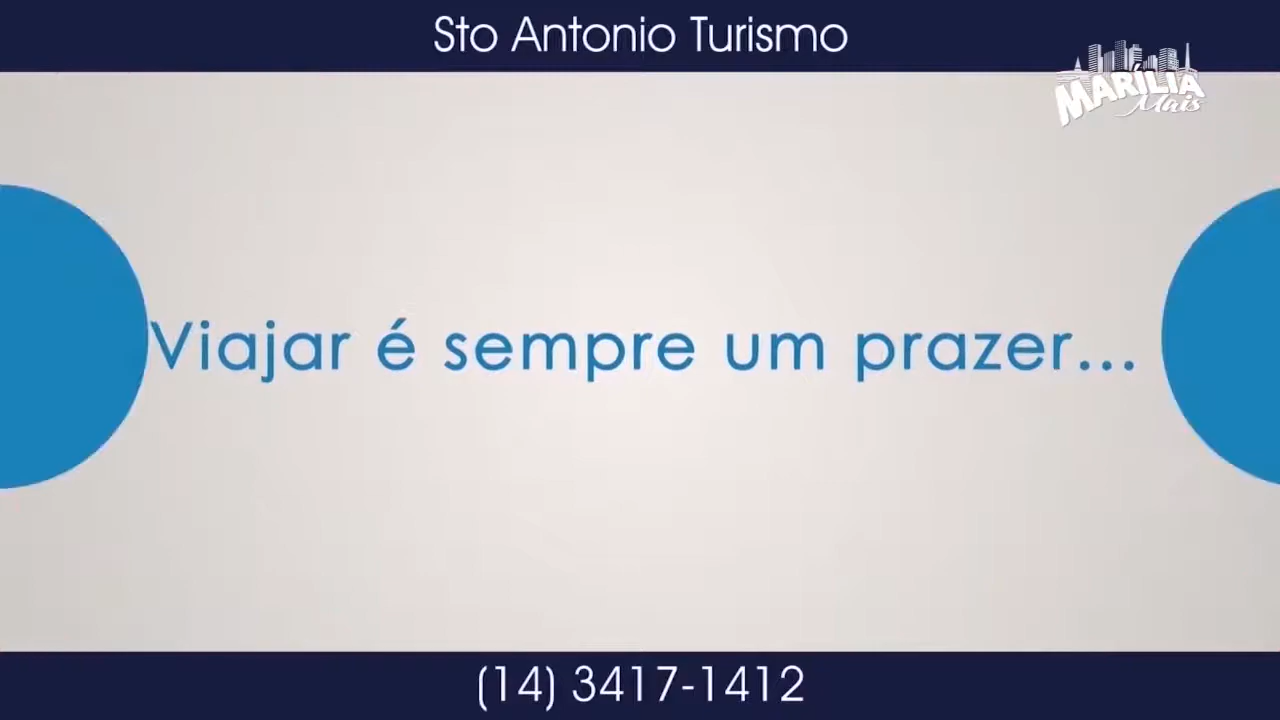 Sto Antonio Turismo
MARÍLIA
Mais
Viajar é sempre um prazer...
(14) 3417-1412